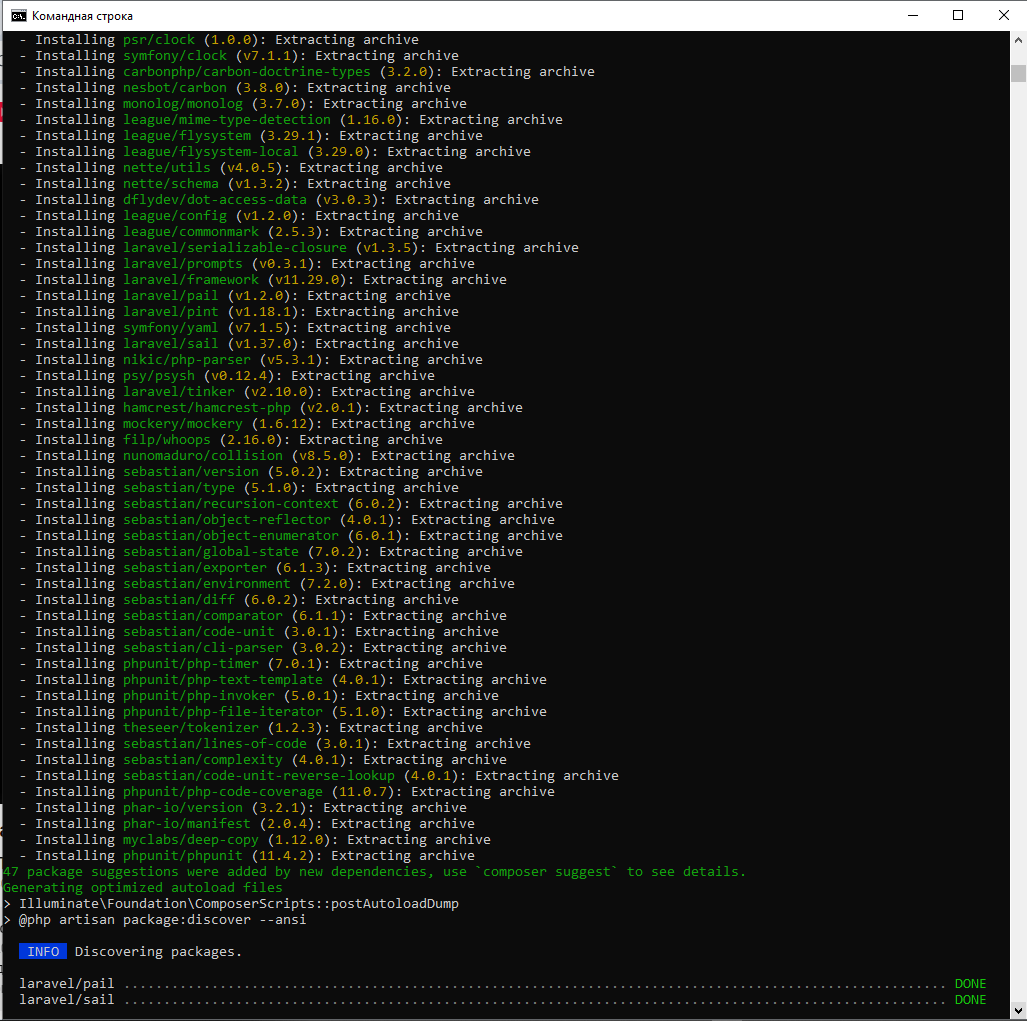 Командная строка
- Installing psr/clock (1.0.0): Extracting archive
- Installing symfony/clock (v7.1.1): Extracting archive
- Installing carbonphp/carbon-doctrine-types (3.2.0): Extracting archive
- Installing nesbot/carbon (3.8.0): Extracting archive
- Installing monolog/monolog (3.7.0): Extracting archive
- Installing league/mime-type-detection (1.16.0): Extracting archive
- Installing league/flysystem (3.29.1): Extracting archive
- Installing league/flysystem-local (3.29.0): Extracting archive
- Installing nette/utils (v4.0.5): Extracting archive
- Installing nette/schema (v1.3.2): Extracting archive
- Installing dflydev/dot-access-data (v3.0.3): Extracting archive
- Installing league/config (v1.2.0): Extracting archive
- Installing league/commonmark (2.5.3): Extracting archive
- Installing laravel/serializable-closure (v1.3.5): Extracting archive
- Installing laravel/prompts (v0.3.1): Extracting archive
- Installing laravel/framework (v11.29.0): Extracting archive
- Installing laravel/pail (v1.2.0): Extracting archive
- Installing laravel/pint (v1.18.1): Extracting archive
- Installing symfony/yaml (v7.1.5): Extracting archive
- Installing laravel/sail (v1.37.0): Extracting archive
- Installing nikic/php-parser (v5.3.1): Extracting archive
- Installing psy/psysh (v0.12.4): Extracting archive
- Installing laravel/tinker (v2.10.0): Extracting archive
- Installing hamcrest/hamcrest-php (v2.0.1): Extracting archive
- Installing mockery/mockery (1.6.12): Extracting archive
- Installing filp/whoops (2.16.0): Extracting archive
- Installing nunomaduro/collision (v8.5.0): Extracting archive
- Installing sebastian/version (5.0.2): Extracting archive
- Installing sebastian/type (5.1.0): Extracting archive
- Installing sebastian/recursion-context (6.0.2): Extracting archive
- Installing sebastian/object-reflector (4.0.1): Extracting archive
- Installing sebastian/object-enumerator (6.0.1): Extracting archive
- Installing sebastian/global-state (7.0.2): Extracting archive
- Installing sebastian/exporter (6.1.3): Extracting archive
- Installing sebastian/environment (7.2.0): Extracting archive
- Installing sebastian/diff (6.0.2): Extracting archive
- Installing sebastian/comparator (6.1.1): Extracting archive
- Installing sebastian/code-unit (3.0.1): Extracting archive
- Installing sebastian/cli-parser (3.0.2): Extracting archive
- Installing phpunit/php-timer (7.0.1): Extracting archive
- Installing phpunit/php-text-template (4.0.1): Extracting archive
- Installing phpunit/php-invoker (5.0.1): Extracting archive
- Installing phpunit/php-file-iterator (5.1.0): Extracting archive
- Installing theseer/tokenizer (1.2.3): Extracting archive
- Installing sebastian/lines-of-code (3.0.1): Extracting archive
- Installing sebastian/complexity (4.0.1): Extracting archive
- Installing sebastian/code-unit-reverse-lookup (4.0.1): Extracting archive
- Installing phpunit/php-code-coverage (11.0.7): Extracting archive
- Installing phar-io/version (3.2.1): Extracting archive
- Installing phar-io/manifest (2.0.4): Extracting archive
- Installing myclabs/deep-copy (1.12.0): Extracting archive
- Installing phpunit/phpunit (11.4.2): Extracting archive
47 package suggestions were added by new dependencies, use `composer suggest` to see details.
Generating optimized autoload files
> Illuminate\Foundation\ComposerScripts::postAutoloadDump
> @php artisan package:discover --ansi
INFO Discovering packages.
laravel/pail ....................................................................................................... DONE
laravel/sail ....................................................................................................... DONE